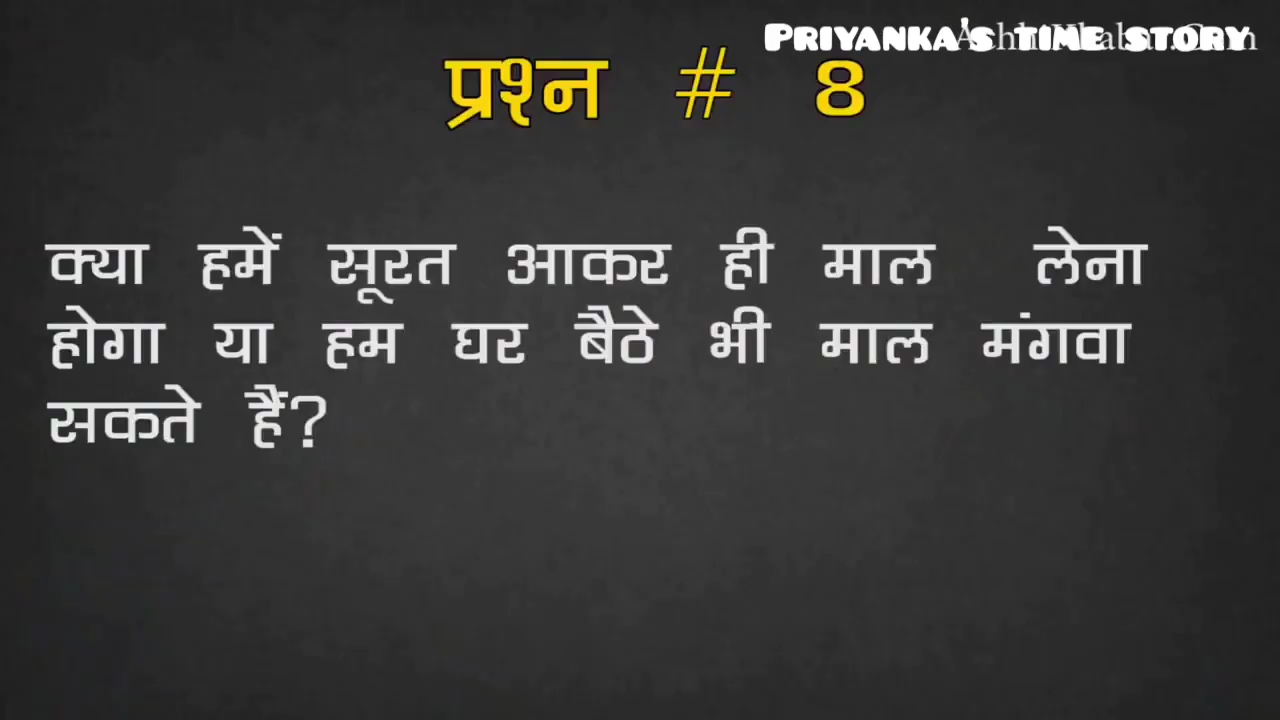 PRIYANKA'S TIME STORY
प्रश्न # 8
क्या हमें सूरत आकर ही माल लेना
होगा या हम घर बैठे भी माल मंगवा
सकते हैं?